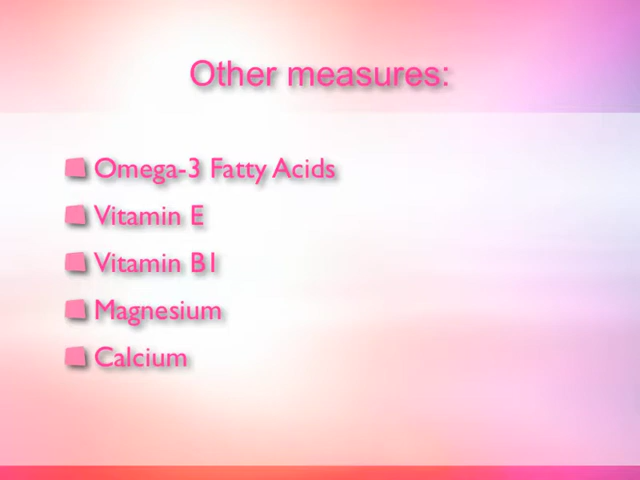 Other measures:
Omega-3 Fatty Acids
Vitamin E
Vitamin B1
Magnesium
Calcium